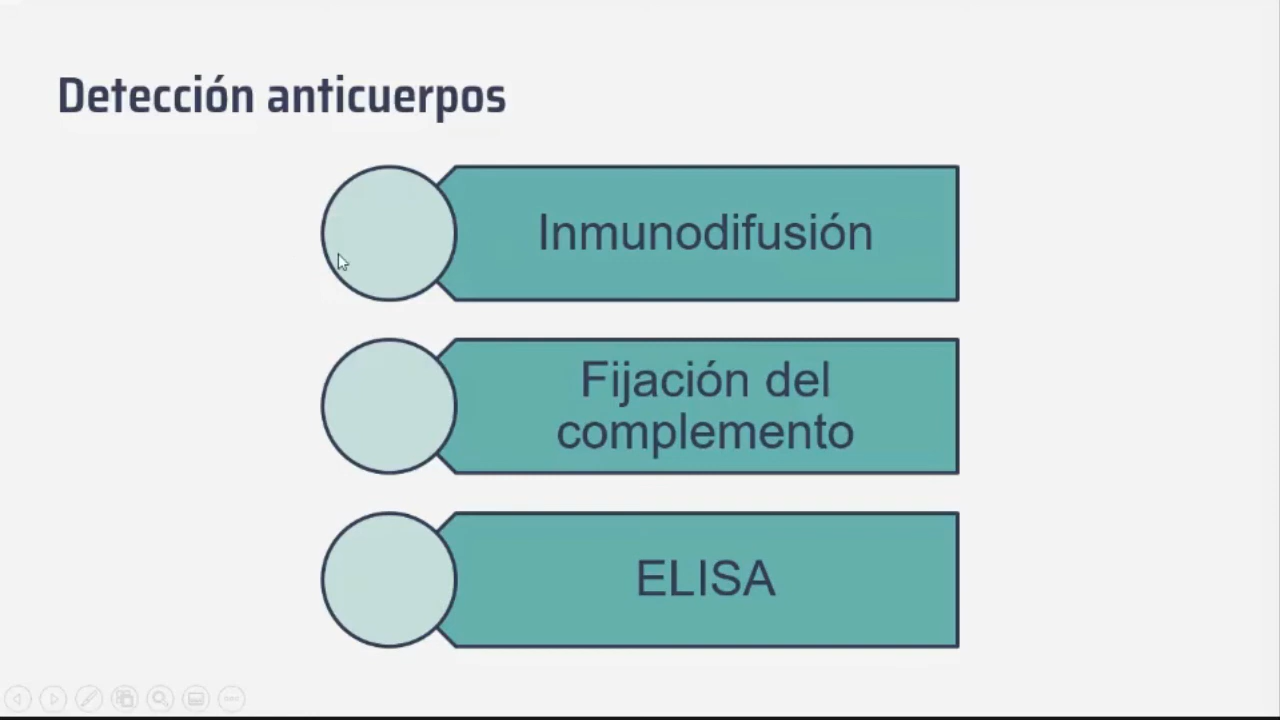 Detección anticuerpos
Inmunodifusión
Fijación del
complemento
ELISA